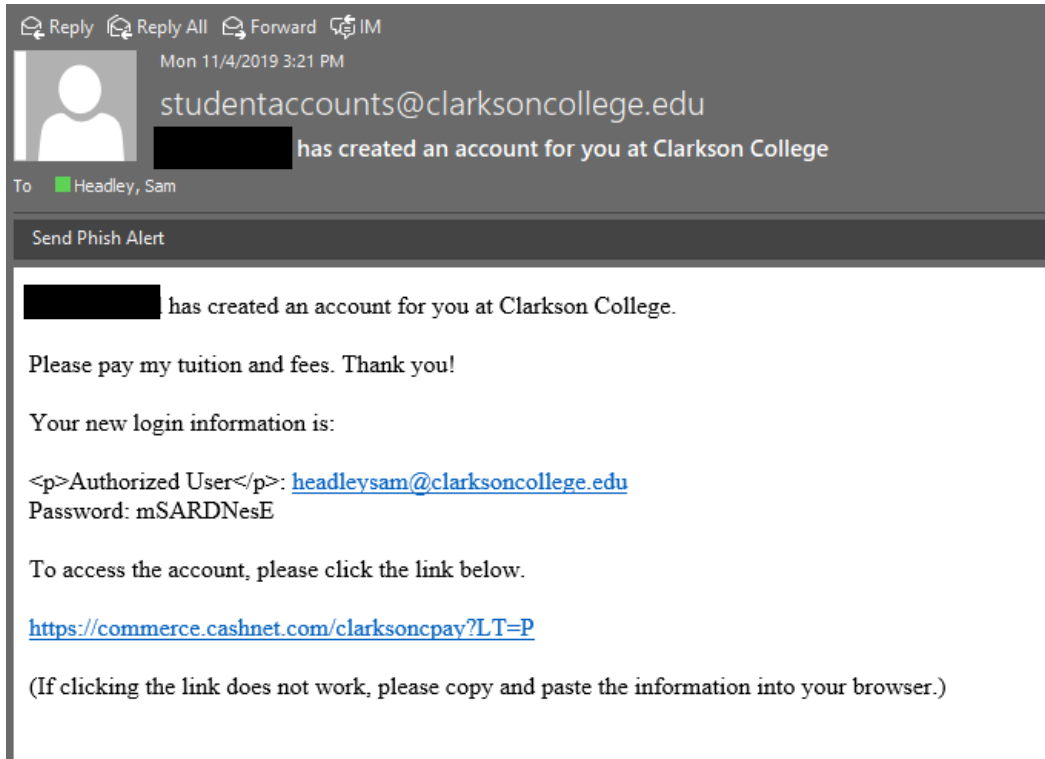 Reply Reply All Forward IM
Mon 11/4/2019 3:21 PM
studentaccounts@clarksoncollege.edu
has created an account for you at Clarkson College
To Headley, Sam
Send Phish Alert
has created an account for you at Clarkson College.
Please pay my tuition and fees. Thank you!
Your new login information is:
<p>Authorized User</p>: headleysam@clarksoncollege.edu
Password: mSARDNesE
To access the account, please click the link below.
https://commerce.cashnet.com/clarksoncpay?LT=P
(If clicking the link does not work, please copy and paste the information into your browser.)